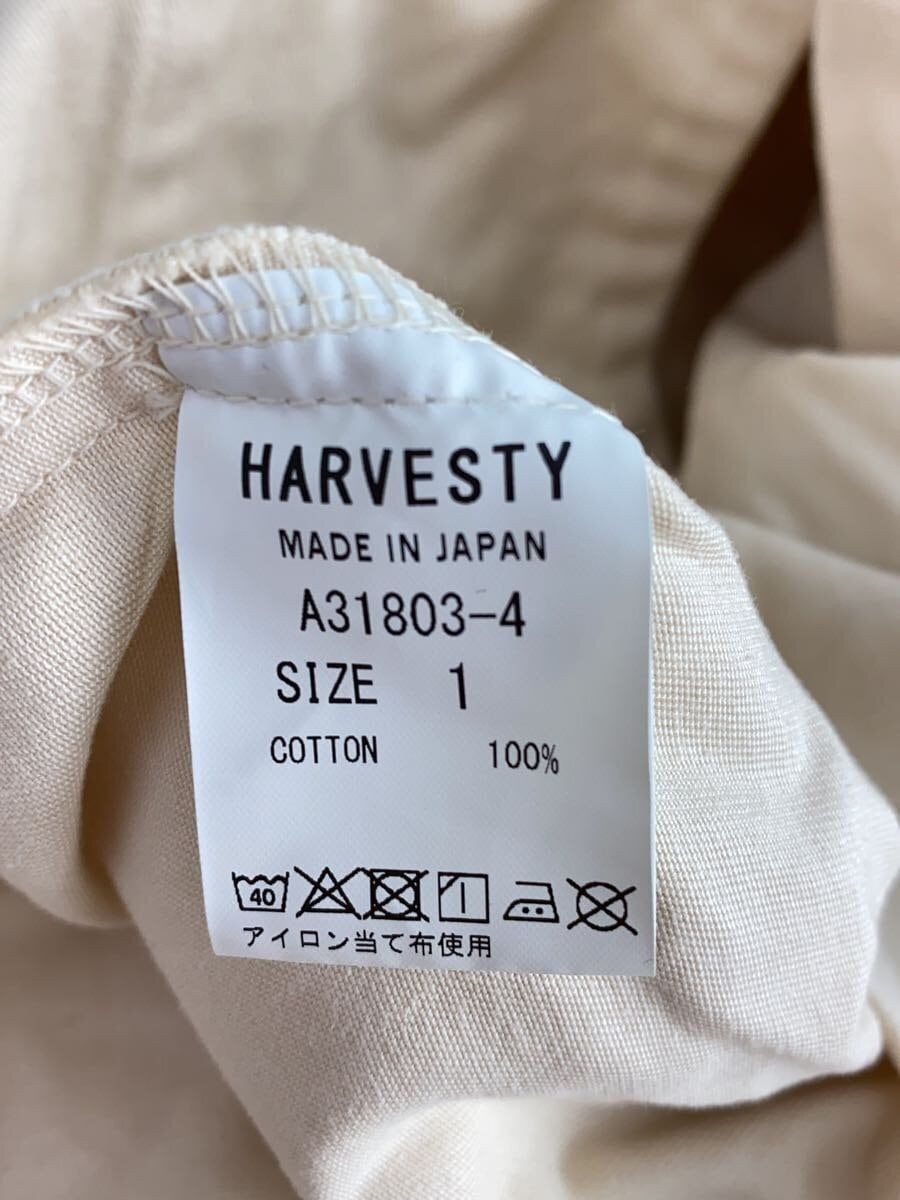 HARVESTY
MADE IN JAPAN
A31803-4
SIZE 1
COTTON 100%
40
アイロン当て布使用